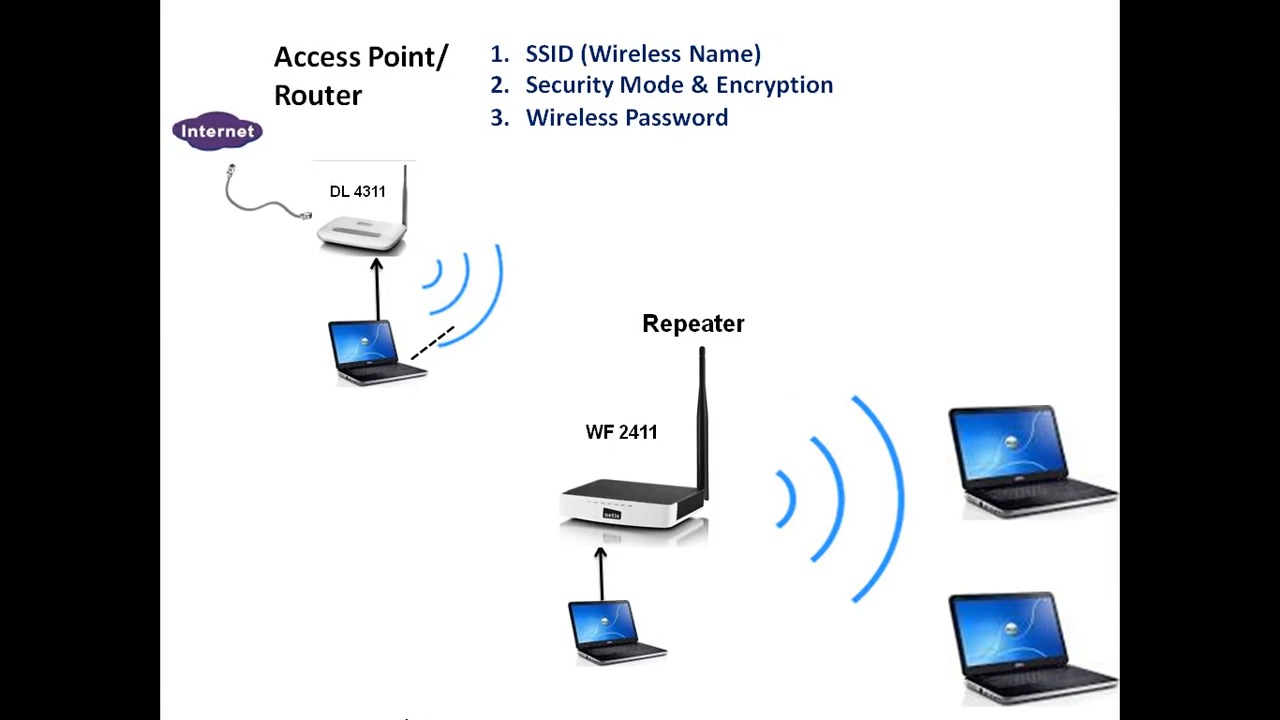 Access Point/
Router
1. SSID (Wireless Name)
2. Security Mode & Encryption
3. Wireless Password
Internet
DL 4311
Repeater
WF 2411
netis